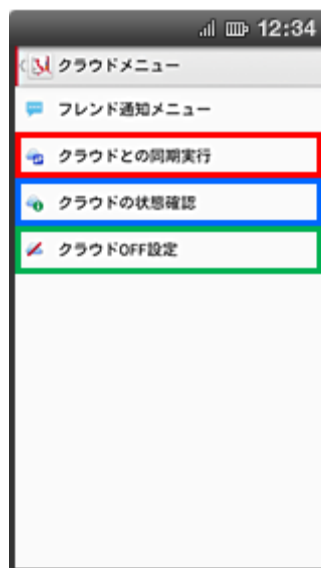 12:34
クラウドメニュー
フレンド通知メニュー
クラウドとの同期実行
クラウドの状態確認
クラウドOFF設定